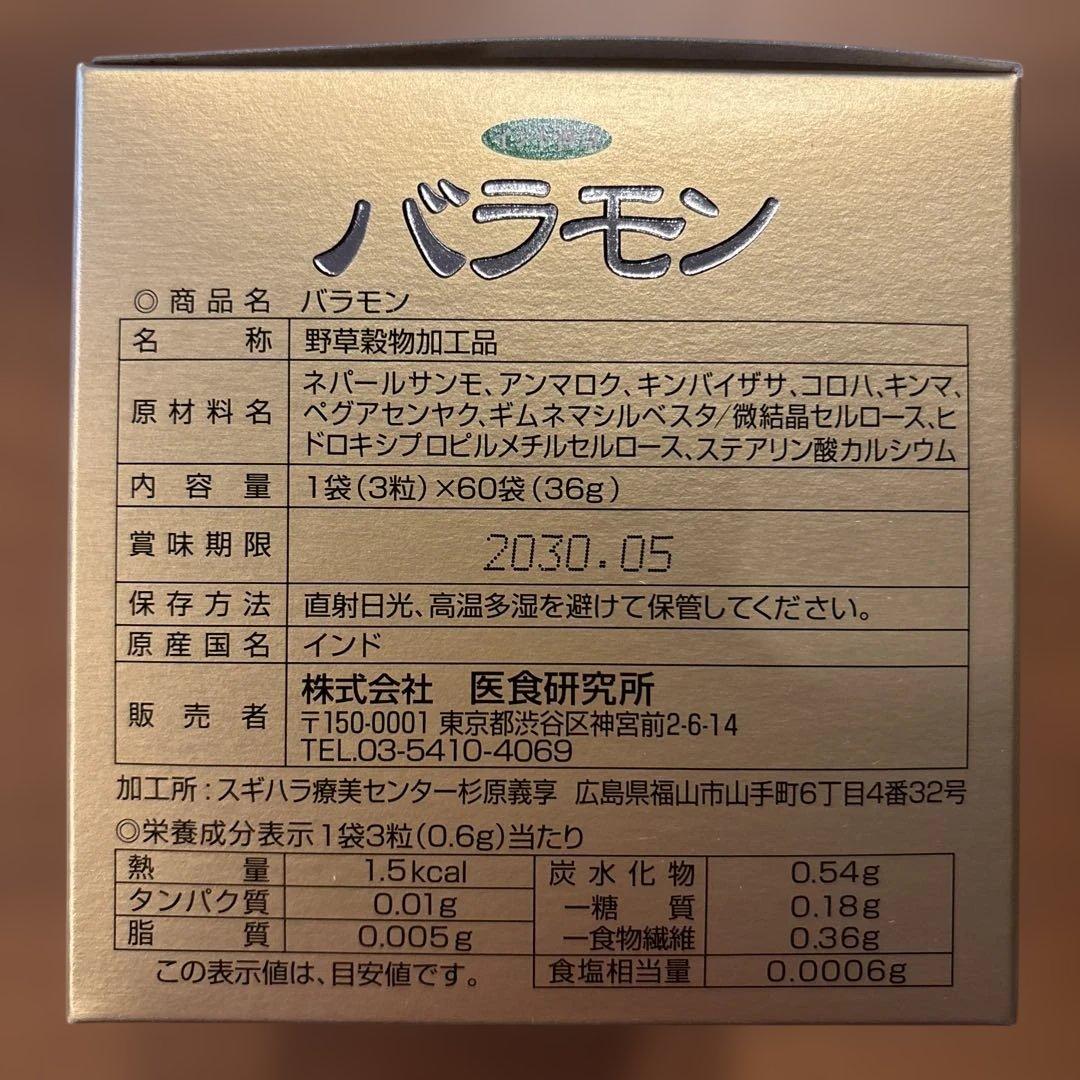 バラモン
◎商品名 バラモン
名称 野草穀物加工品
原材料名 ネパールサンモ、アンマロク、キンバイザサ、コロハ、キンマ、
ペグアセンヤク、ギムネマシルベスタ/微結晶セルロース、ヒ
ドロキシプロピルメチルセルロース、ステアリン酸カルシウム
内容量 1袋(3粒)×60袋(36g)
賞味期限 2030.05
保存方法 直射日光、高温多湿を避けて保管してください。
原産国名 インド
販売者 株式会社 医食研究所
〒150-0001 東京都渋谷区神宮前2-6-14
TEL.03-5410-4069
加工所:スギハラ療美センター杉原義享 広島県福山市山手町6丁目4番32号
◎栄養成分表示1袋3粒(0.6g)当たり
熱量 1.5kcal 炭水化物 0.54g
タンパク質 0.01g ー糖質 0.18g
脂質 0.005g ー食物繊維 0.36g
この表示値は、目安値です。 食塩相当量 0.0006g